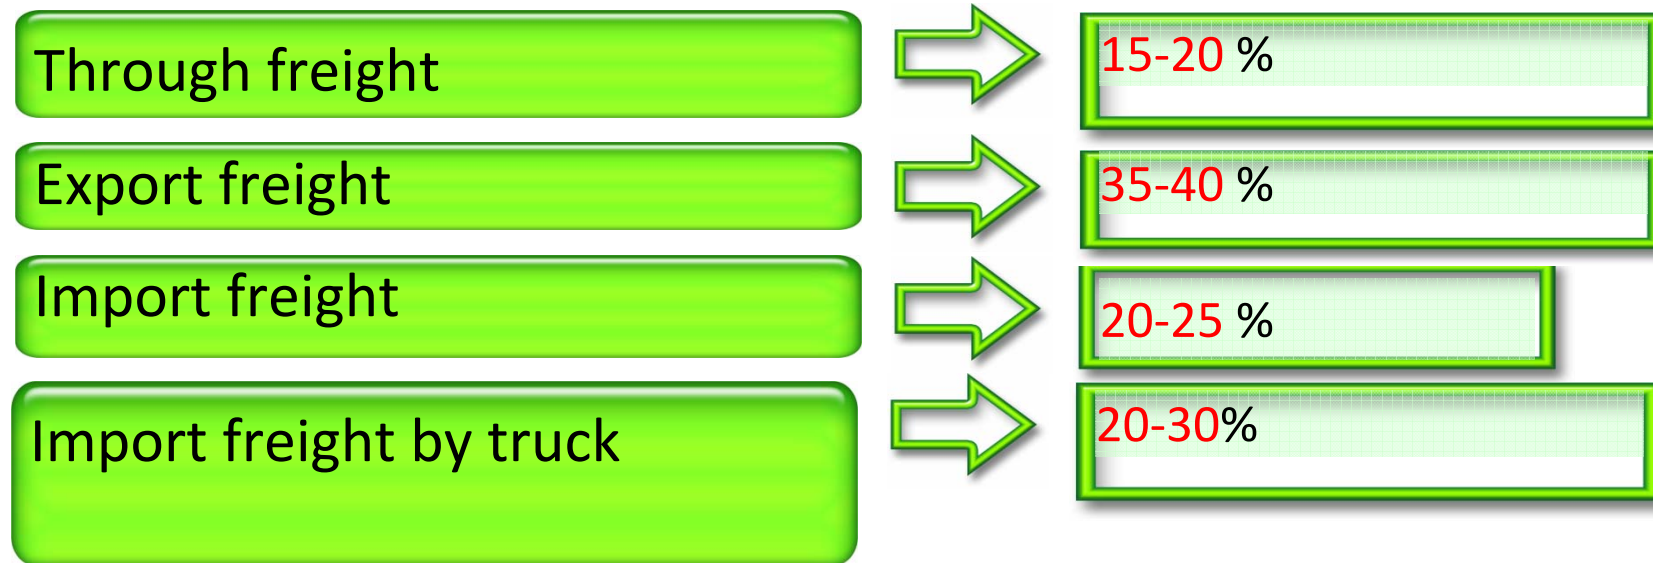 Through freight
15-20 %
Export freight
35-40 %
Import freight
20-25 %
Import freight by truck
20-30%